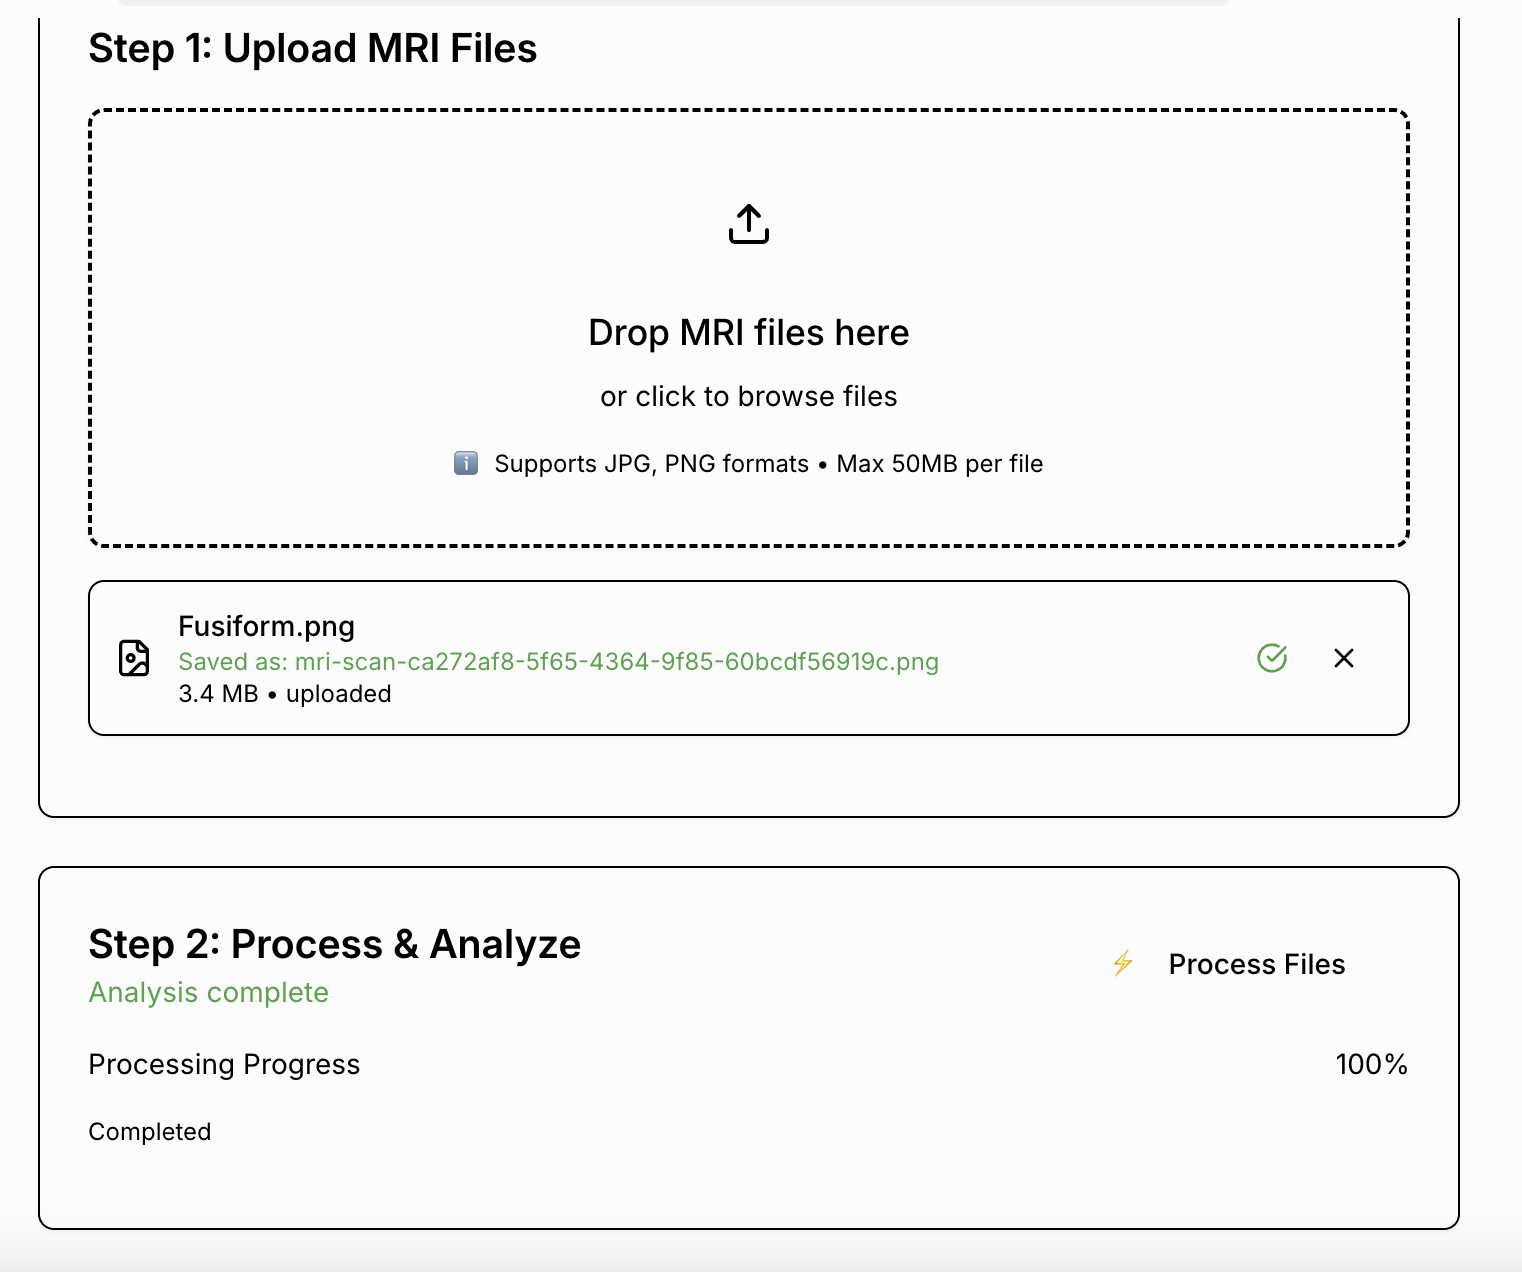 Step 1: Upload MRI Files
Drop MRI files here
or click to browse files
Supports JPG, PNG formats • Max 50MB per file
Fusiform.png
Saved as: mri-scan-ca272af8-5f65-4364-9f85-60bcdf56919c.png
3.4 MB • uploaded
Step 2: Process & Analyze
Analysis complete
⚡ Process Files
Processing Progress
100%
Completed